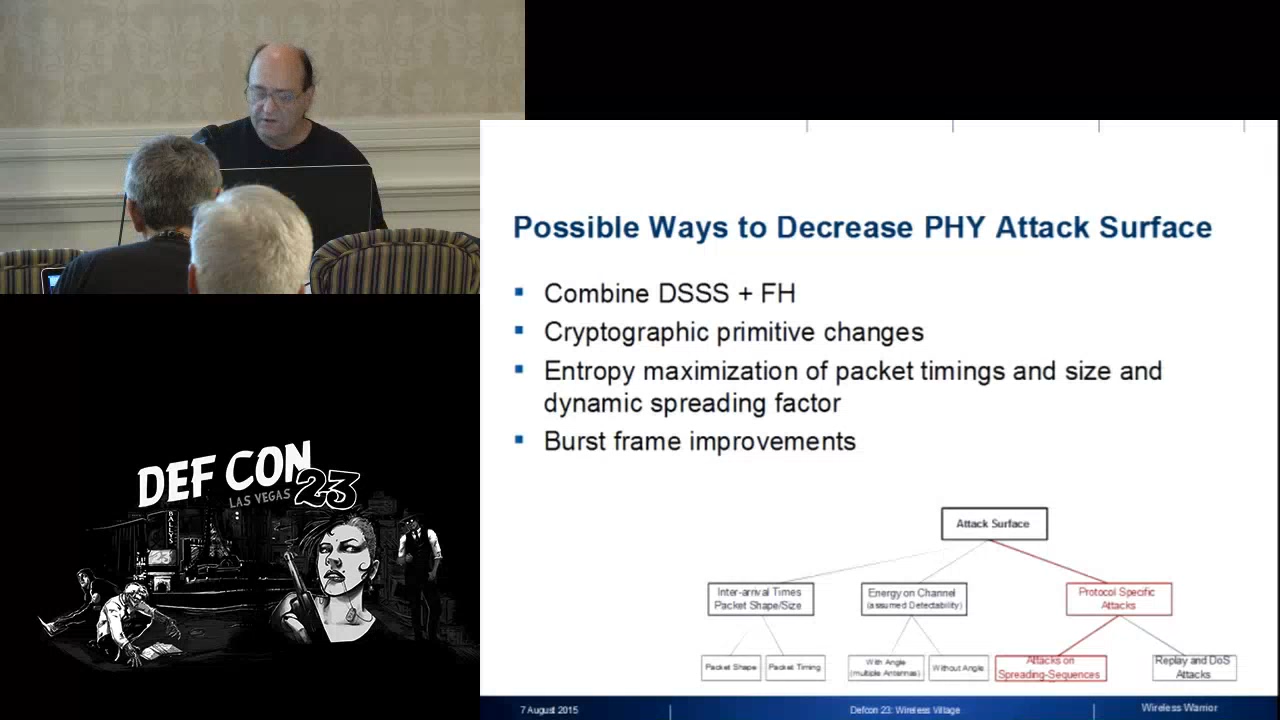 Possible Ways to Decrease PHY Attack Surface
Combine DSSS + FH
Cryptographic primitive changes
Entropy maximization of packet timings and size and
dynamic spreading factor
Burst frame improvements
Attack Surface
Inter-arrival Times
Packet Shape/Size
Energy on Channel
(assumed Detectability)
Protocol Specific
Attacks
Packet Shape
Packet Timing
With Angle
(multiple Antennas)
Without Angle
Attacks on
Spreading-Sequences
Replay and DoS
Attacks
7 August 2015
Defcon 23: Wireless Village
Wireless Warrior
DEF CON
LAS VEGAS 23
BALLYS